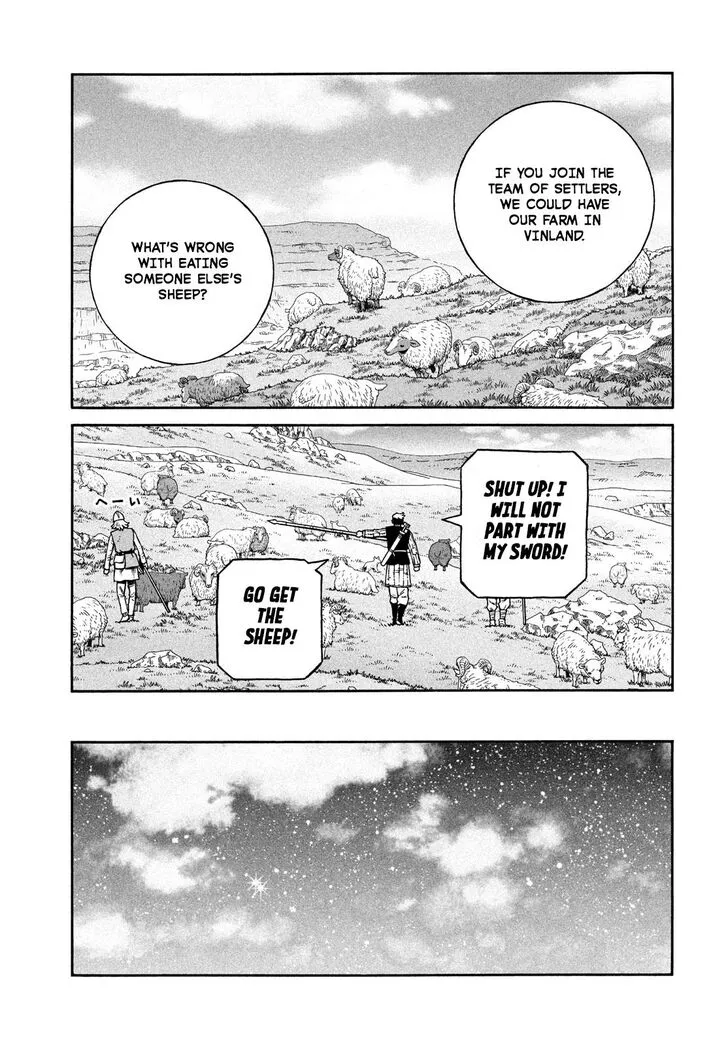 IF YOU JOIN THE
TEAM OF SETTLERS,
WE COULD HAVE
OUR FARM IN
VINLAND.
WHAT'S WRONG
WITH EATING
SOMEONE ELSE'S
SHEEP?
SHUT UP! I
WILL NOT
PART WITH
MY SWORD!
GO GET
THE
SHEEP!
へーい